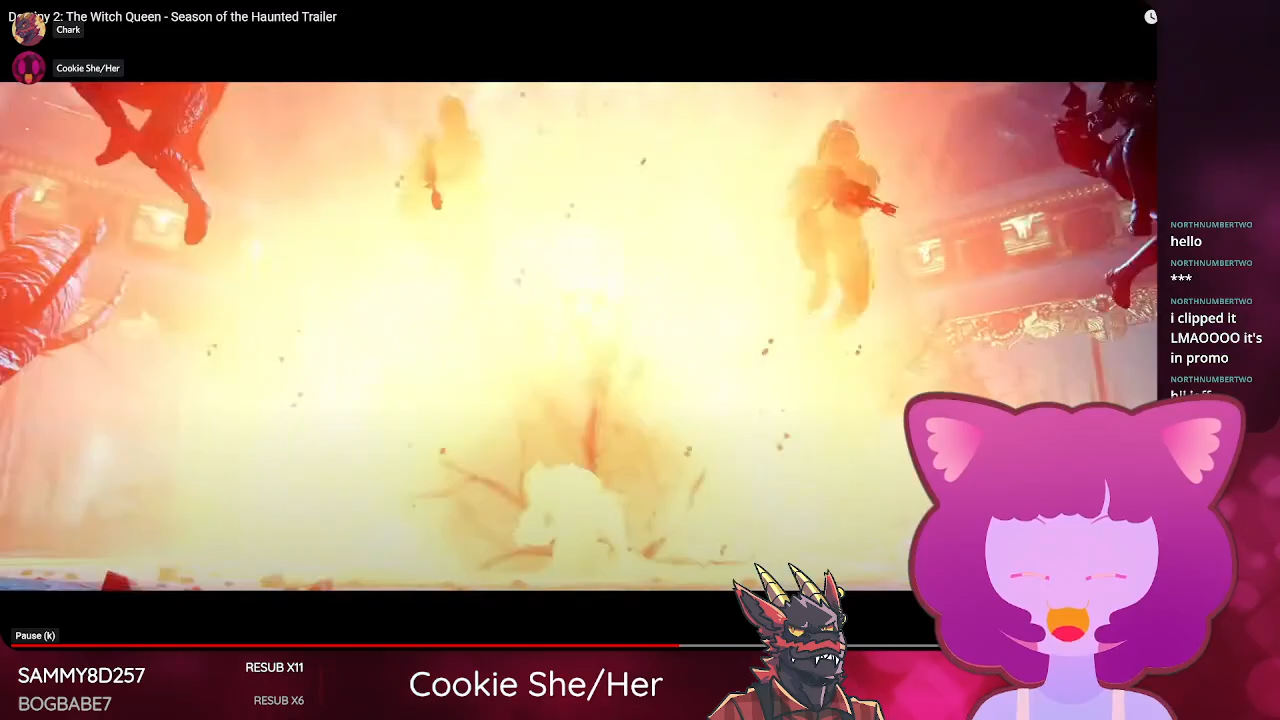 Destiny 2: The Witch Queen - Season of the Haunted Trailer
Chark
Cookie She/Her
NORTHNUMBERTWO
hello
NORTHNUMBERTWO
***
NORTHNUMBERTWO
i clipped it
LMAOOOO it's
in promo
NORTHNUMBERTWO
Pause (k)
SAMMY8D257
RESUB X11
BOGBABE7
RESUB X6
Cookie She/Her